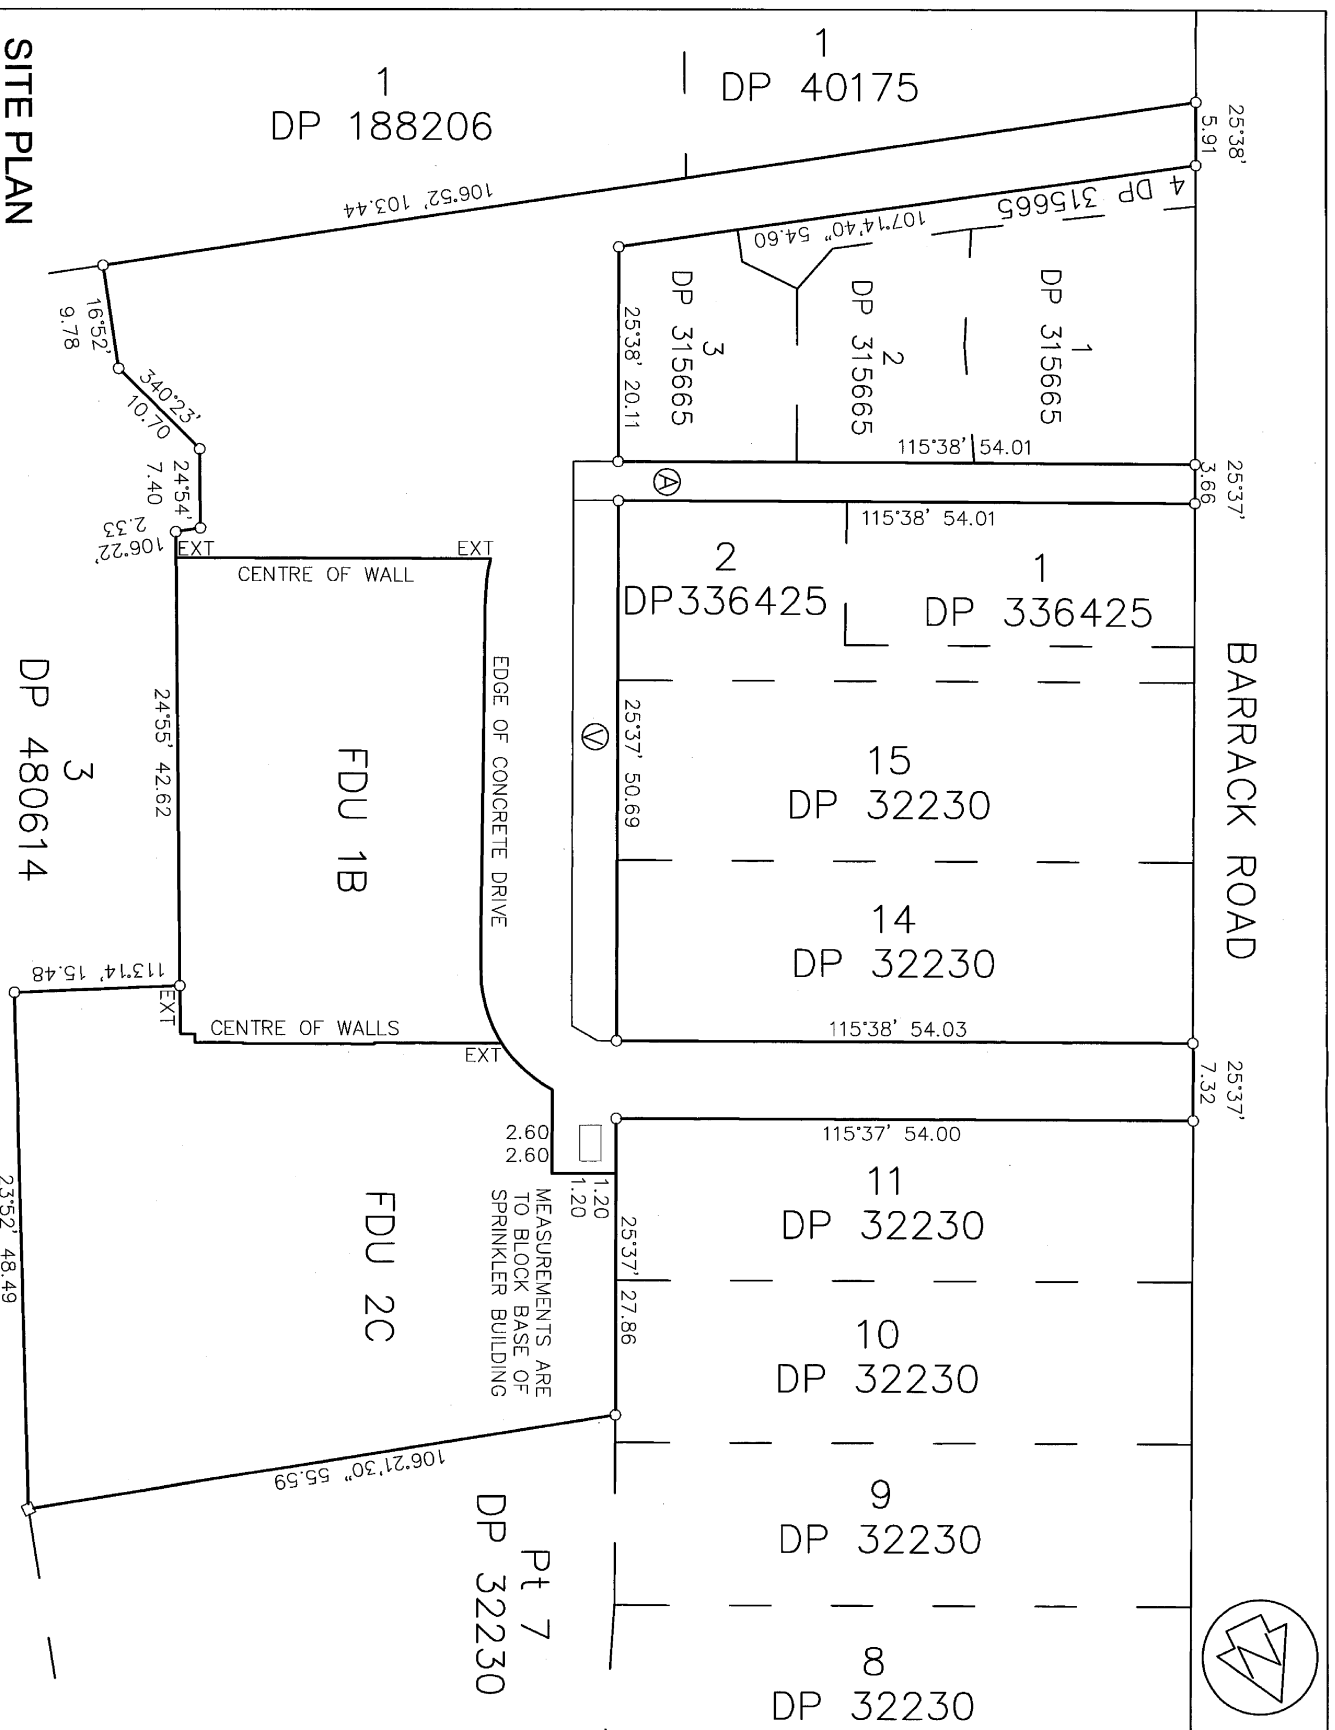 SITE PLAN
BARRACK ROAD
1
DP 188206
1
DP 40175
25°38'
5.91
4 DP 315665
106°52' 103.44
107°14'40" 54.60
1
DP 315665
2
DP 315665
3
DP 315665
25°38' 20.11
115°38' 54.01
25°37'
3.66
A
115°38' 54.01
16°52'
9.78
340°23'
10.70
24°54'
7.40
106°22'
2.33
EXT
EXT
CENTRE OF WALL
2
DP336425
1
DP 336425
EDGE OF CONCRETE DRIVE
V
25°37' 50.69
15
DP 32230
14
DP 32230
24°55' 42.62
FDU 1B
3
DP 480614
113°14' 15.48
EXT
CENTRE OF WALLS
EXT
115°38' 54.03
25°37'
7.32
115°37' 54.00
2.60
2.60
1.20
1.20
MEASUREMENTS ARE
TO BLOCK BASE OF
SPRINKLER BUILDING
25°37' 27.86
FDU 2C
23°52' 48.49
106°21'30" 55.59
11
DP 32230
10
DP 32230
9
DP 32230
8
DP 32230
Pt 7
DP 32230
N